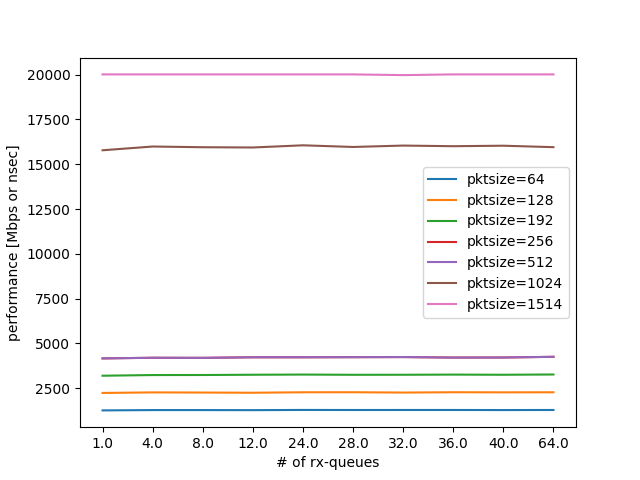 20000
17500
15000
12500
10000
7500
5000
2500
performance [Mbps or nsec]
pktsize=64
pktsize=128
pktsize=192
pktsize=256
pktsize=512
pktsize=1024
pktsize=1514
1.0 4.0 8.0 12.0 24.0 28.0 32.0 36.0 40.0 64.0
# of rx-queues